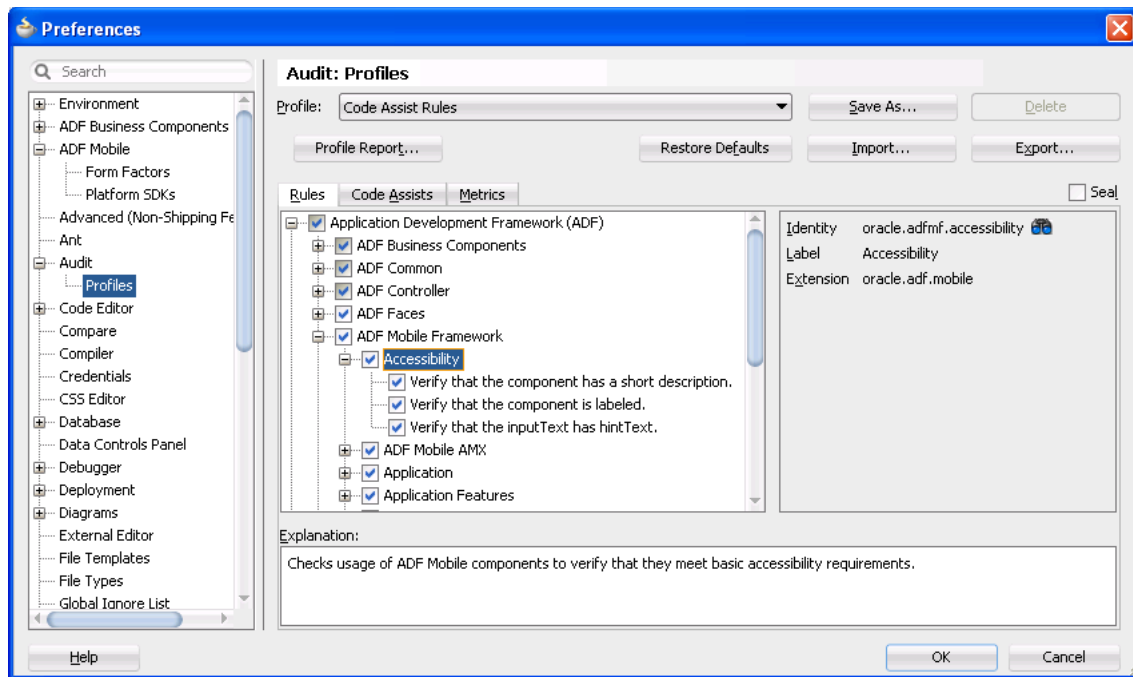 Preferences
Search
Environment
ADF Business Components
ADF Mobile
Form Factors
Platform SDKs
Advanced (Non-Shipping Fe
Ant
Audit
Profiles
Code Editor
Compare
Compiler
Credentials
CSS Editor
Database
Data Controls Panel
Debugger
Deployment
Diagrams
External Editor
File Templates
File Types
Global Ignore List
Audit: Profiles
Profile: Code Assist Rules Save As... Delete
Profile Report... Restore Defaults Import... Export...
Rules Code Assists Metrics Seal
Application Development Framework (ADF)
ADF Business Components
ADF Common
ADF Controller
ADF Faces
ADF Mobile Framework
Accessibility
Verify that the component has a short description.
Verify that the component is labeled.
Verify that the inputText has hintText.
ADF Mobile AMX
Application
Application Features
Identity oracle.adfmf.accessibility
Label Accessibility
Extension oracle.adf.mobile
Explanation:
Checks usage of ADF Mobile components to verify that they meet basic accessibility requirements.
Help OK Cancel